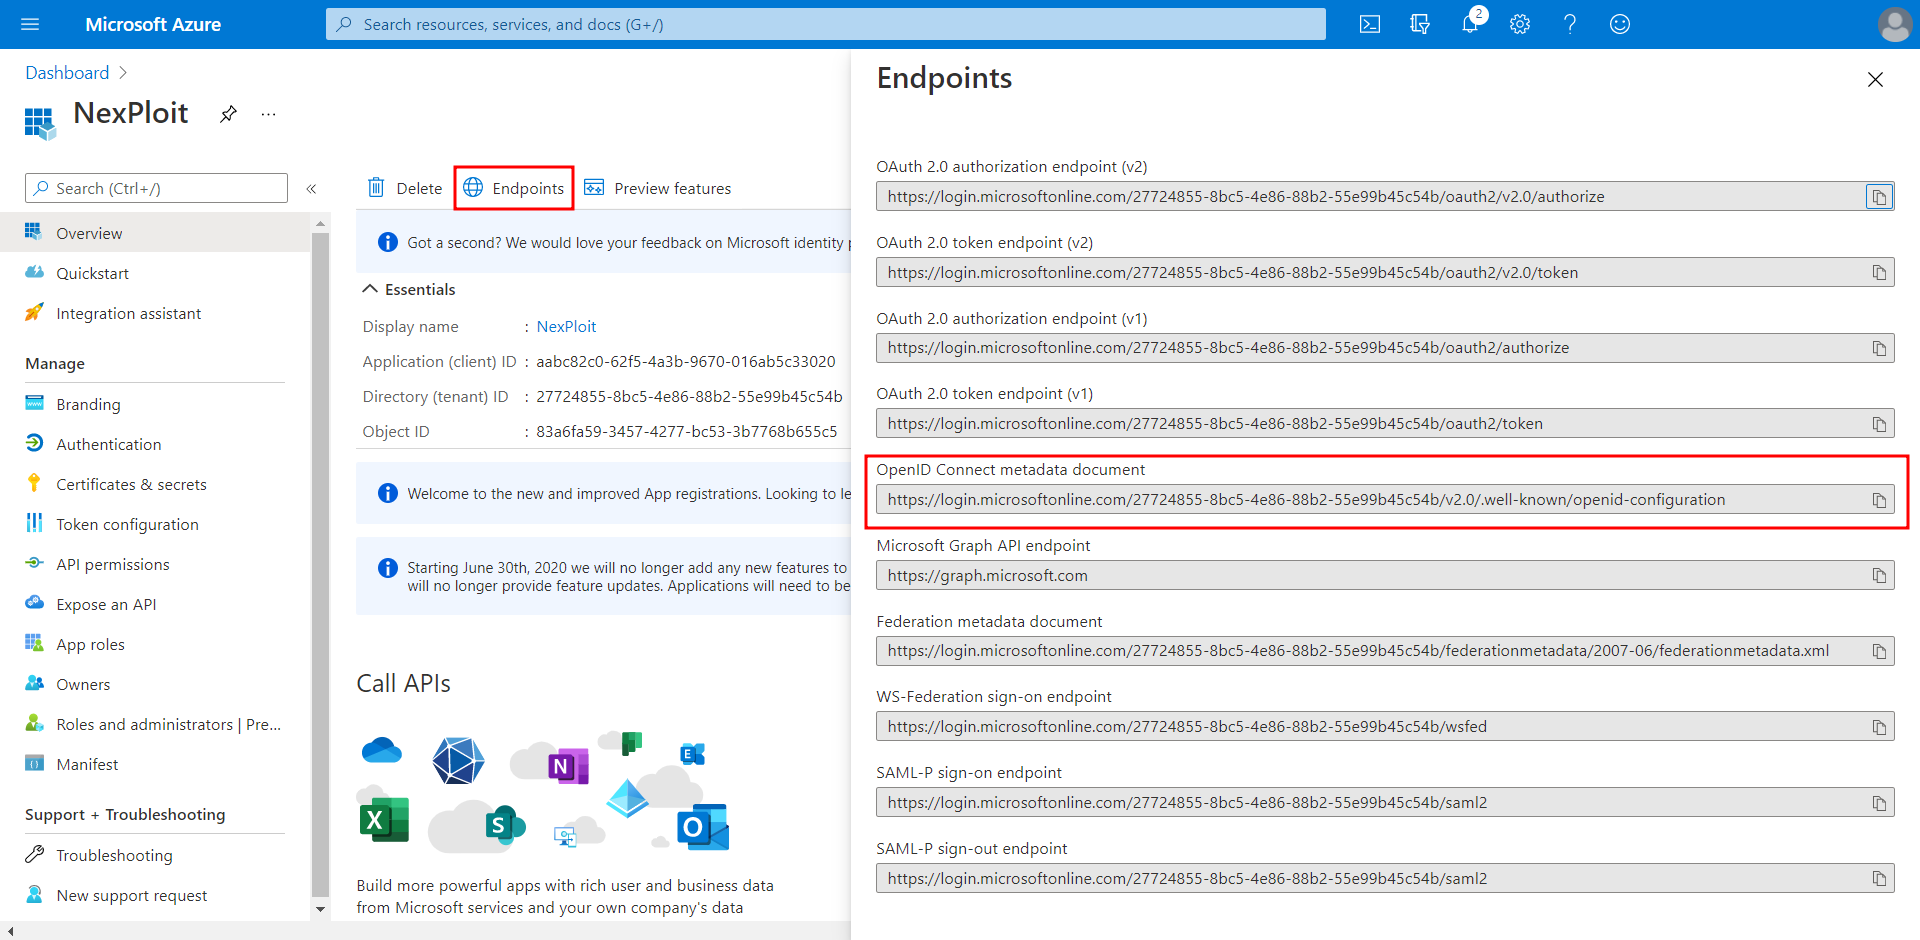 Microsoft Azure
Search resources, services, and docs (G+/)
2
Dashboard
NexPloit
Search (Ctrl+/)
Overview
Quickstart
Integration assistant
Manage
Branding
Authentication
Certificates & secrets
Token configuration
API permissions
Expose an API
App roles
Owners
Roles and administrators | Pre...
Manifest
Support + Troubleshooting
Troubleshooting
New support request
Delete
Endpoints
Preview features
Got a second? We would love your feedback on Microsoft identity p
Essentials
Display name : NexPloit
Application (client) ID : aabc82c0-62f5-4a3b-9670-016ab5c33020
Directory (tenant) ID : 27724855-8bc5-4e86-88b2-55e99b45c54b
Object ID : 83a6fa59-3457-4277-bc53-3b7768b655c5
Welcome to the new and improved App registrations. Looking to le
Starting June 30th, 2020 we will no longer add any new features to
will no longer provide feature updates. Applications will need to be
Call APIs
N
E
X
S
O
Build more powerful apps with rich user and business data
from Microsoft services and your own company's data
Endpoints
OAuth 2.0 authorization endpoint (v2)
https://login.microsoftonline.com/27724855-8bc5-4e86-88b2-55e99b45c54b/oauth2/v2.0/authorize
OAuth 2.0 token endpoint (v2)
https://login.microsoftonline.com/27724855-8bc5-4e86-88b2-55e99b45c54b/oauth2/v2.0/token
OAuth 2.0 authorization endpoint (v1)
https://login.microsoftonline.com/27724855-8bc5-4e86-88b2-55e99b45c54b/oauth2/authorize
OAuth 2.0 token endpoint (v1)
https://login.microsoftonline.com/27724855-8bc5-4e86-88b2-55e99b45c54b/oauth2/token
OpenID Connect metadata document
https://login.microsoftonline.com/27724855-8bc5-4e86-88b2-55e99b45c54b/v2.0/.well-known/openid-configuration
Microsoft Graph API endpoint
https://graph.microsoft.com
Federation metadata document
https://login.microsoftonline.com/27724855-8bc5-4e86-88b2-55e99b45c54b/federationmetadata/2007-06/federationmetadata.xml
WS-Federation sign-on endpoint
https://login.microsoftonline.com/27724855-8bc5-4e86-88b2-55e99b45c54b/wsfed
SAML-P sign-on endpoint
https://login.microsoftonline.com/27724855-8bc5-4e86-88b2-55e99b45c54b/saml2
SAML-P sign-out endpoint
https://login.microsoftonline.com/27724855-8bc5-4e86-88b2-55e99b45c54b/saml2